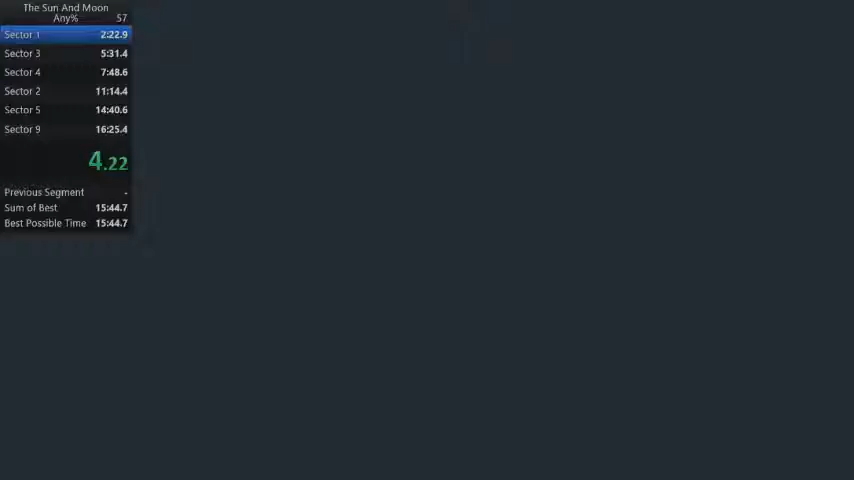 The Sun And Moon
Any% 57
Sector 1 2:22.9
Sector 3 5:31.4
Sector 4 7:48.6
Sector 2 11:14.4
Sector 5 14:40.6
Sector 9 16:25.4
4.22
Previous Segment -
Sum of Best 15:44.7
Best Possible Time 15:44.7